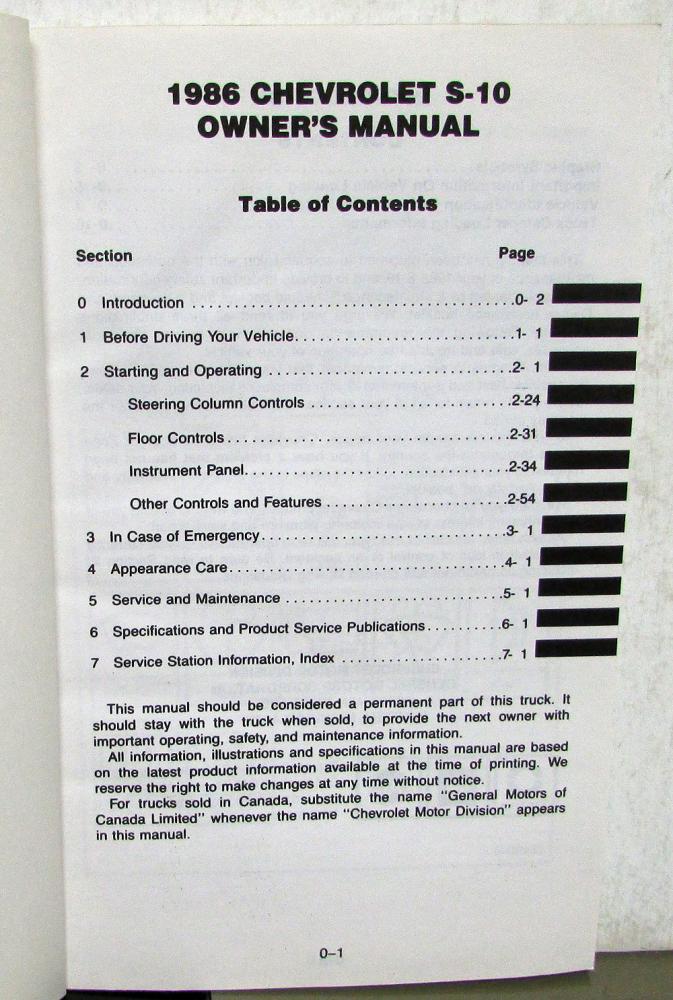 1986 CHEVROLET S-10
OWNER'S MANUAL
Table of Contents
Section Page
0 Introduction . . . . . . . . . . . . . . . . . . . . . . . . . . . . . . . . . . . . .0- 2
1 Before Driving Your Vehicle. . . . . . . . . . . . . . . . . . . . . . . . .1- 1
2 Starting and Operating . . . . . . . . . . . . . . . . . . . . . . . . . . . .2- 1
Steering Column Controls . . . . . . . . . . . . . . . . . . . . . . .2-24
Floor Controls . . . . . . . . . . . . . . . . . . . . . . . . . . . . . . . . .2-31
Instrument Panel. . . . . . . . . . . . . . . . . . . . . . . . . . . . . . .2-34
Other Controls and Features . . . . . . . . . . . . . . . . . . . . .2-54
3 In Case of Emergency. . . . . . . . . . . . . . . . . . . . . . . . . . . . .3- 1
4 Appearance Care. . . . . . . . . . . . . . . . . . . . . . . . . . . . . . . . .4- 1
5 Service and Maintenance . . . . . . . . . . . . . . . . . . . . . . . . . .5- 1
6 Specifications and Product Service Publications . . . . . . . . .6- 1
7 Service Station Information, Index . . . . . . . . . . . . . . . . . . .7- 1
This manual should be considered a permanent part of this truck. It
should stay with the truck when sold, to provide the next owner with
important operating, safety, and maintenance information.
All information, illustrations and specifications in this manual are based
on the latest product information available at the time of printing. We
reserve the right to make changes at any time without notice.
For trucks sold in Canada, substitute the name "General Motors of
Canada Limited" whenever the name "Chevrolet Motor Division" appears
in this manual.
0–1